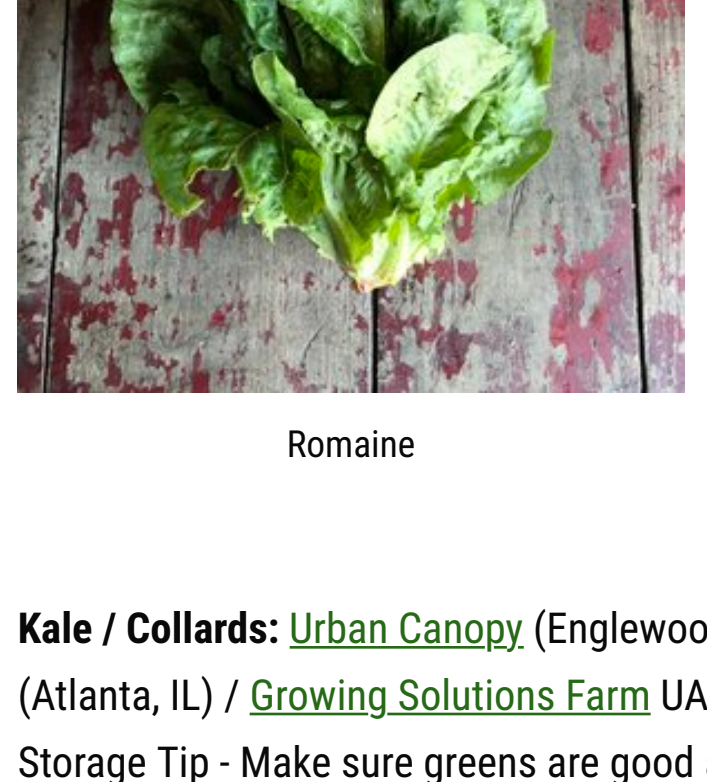 Romaine
Kale / Collards: Urban Canopy (Englewoo
(Atlanta, IL) / Growing Solutions Farm UA
Storage Tip - Make sure greens are good